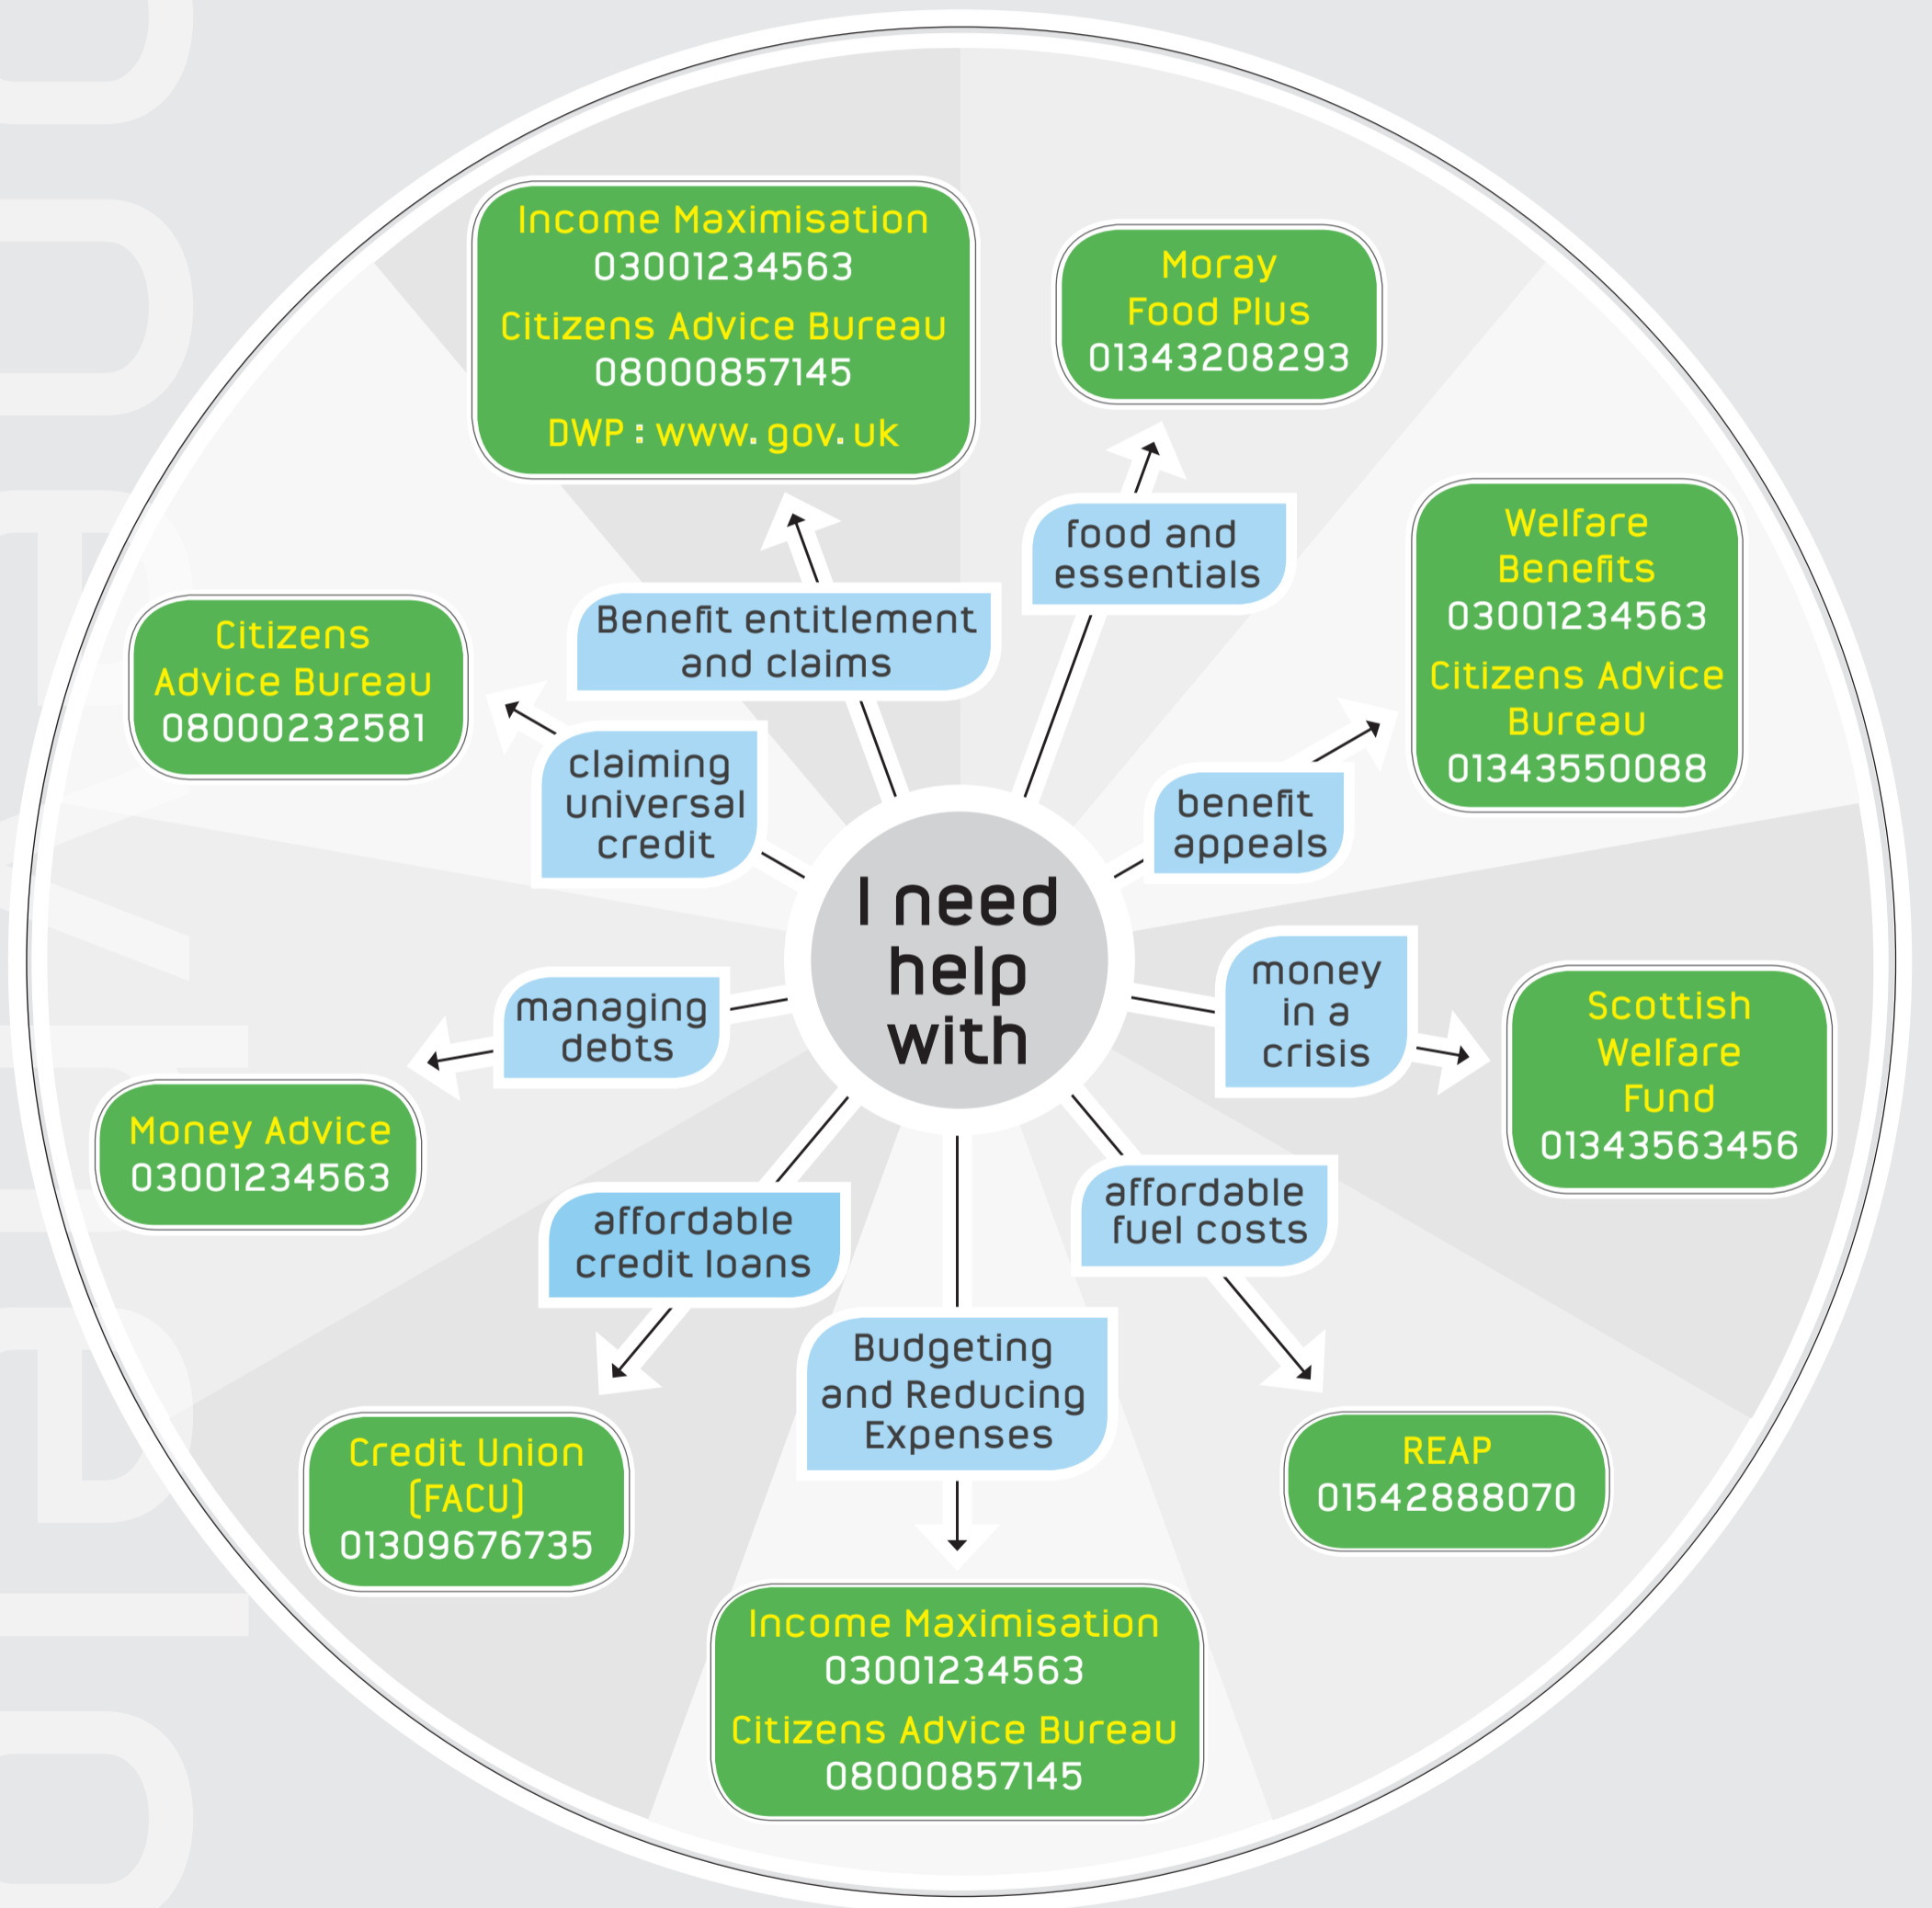 I need
help
with
Benefit entitlement
and claims
Income Maximisation
03001234563
Citizens Advice Bureau
08000857145
DWP : www.gov.uk
food and
essentials
Moray
Food Plus
01343208293
benefit
appeals
Welfare
Benefits
03001234563
Citizens Advice
Bureau
01343550088
money
in a
crisis
Scottish
Welfare
Fund
01343563456
affordable
fuel costs
REAP
01542888070
Budgeting
and Reducing
Expenses
Income Maximisation
03001234563
Citizens Advice Bureau
08000857145
affordable
credit loans
Credit Union
(FACU)
01309676735
managing
debts
Money Advice
03001234563
claiming
universal
credit
Citizens
Advice Bureau
08000232581